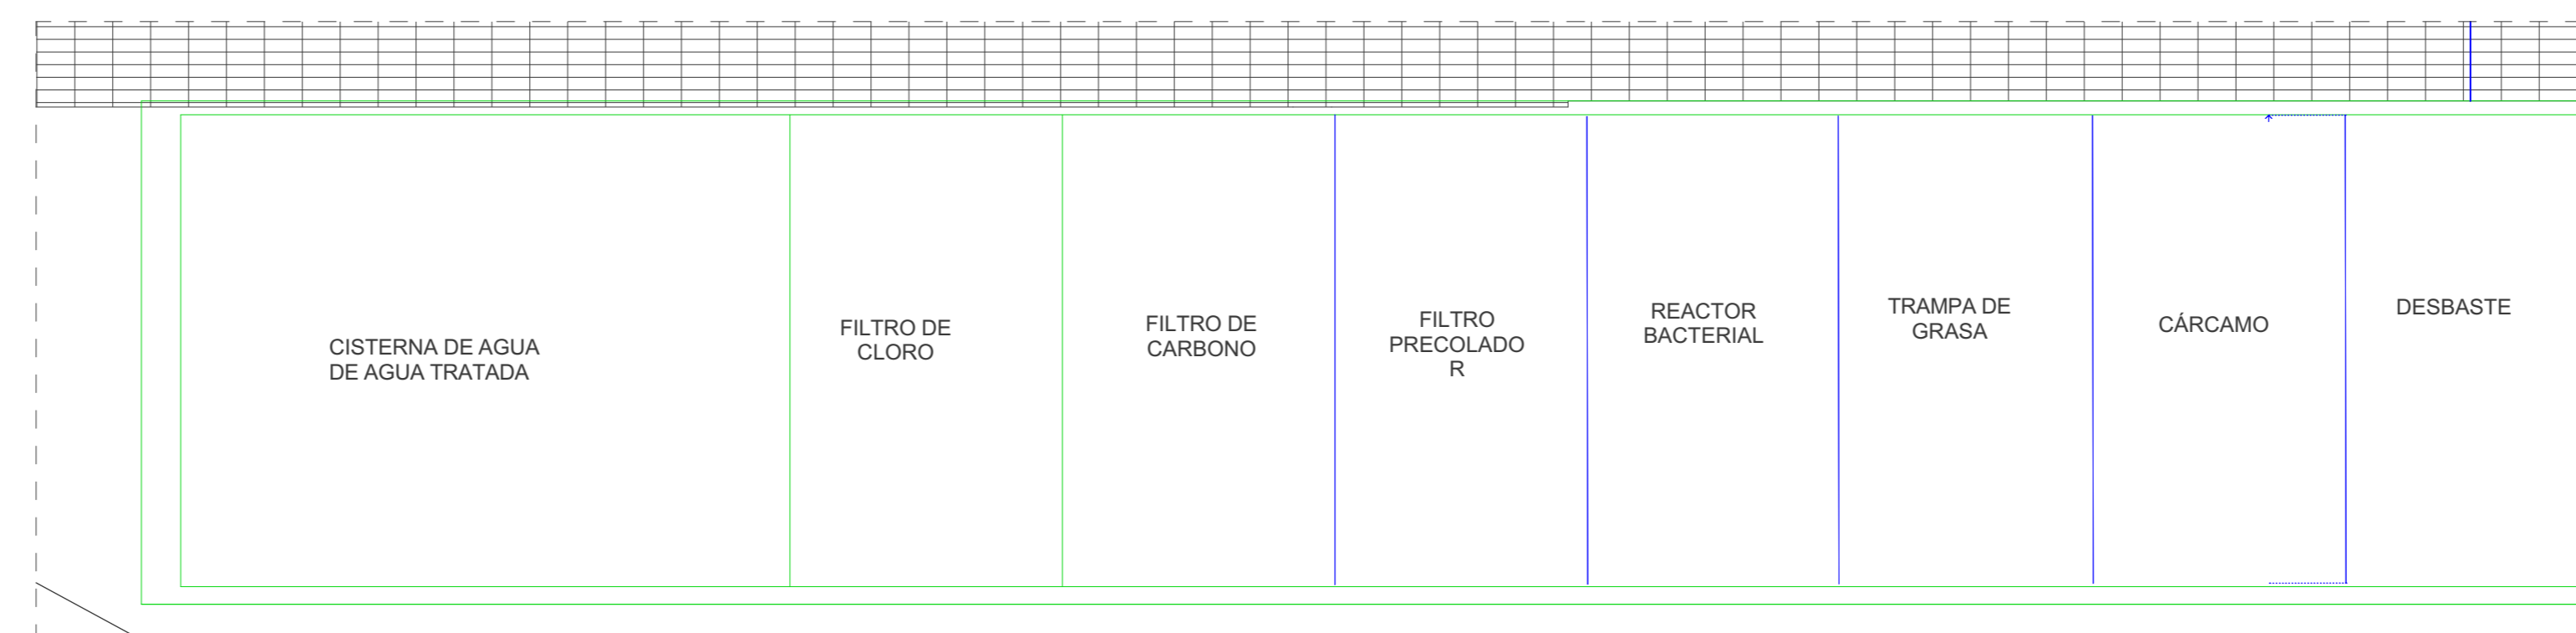 CISTERNA DE AGUA
DE AGUA TRATADA
FILTRO DE
CLORO
FILTRO DE
CARBONO
FILTRO
PRECOLADO
R
REACTOR
BACTERIAL
TRAMPA DE
GRASA
CÁRCAMO
DESBASTE